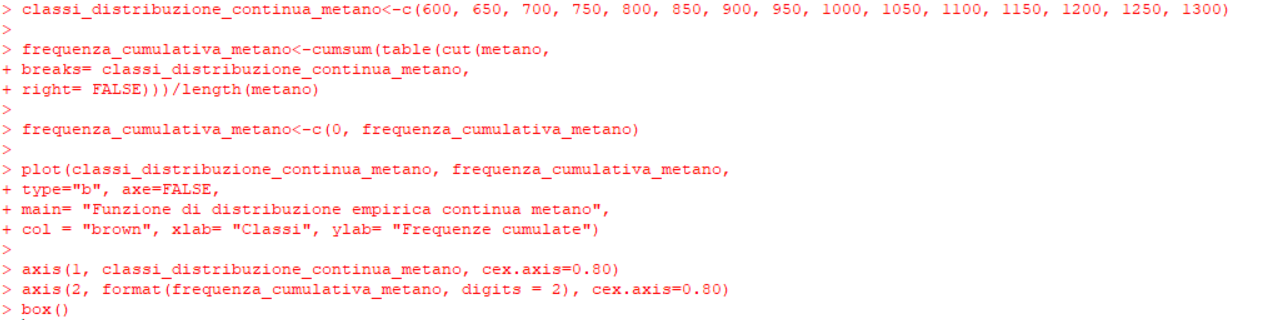 > classi_distribuzione_continua_metano<-c(600, 650, 700, 750, 800, 850, 900, 950, 1000, 1050, 1100, 1150, 1200, 1250, 1300)
>
> frequenza_cumulativa_metano<-cumsum(table(cut(metano,
+ breaks= classi_distribuzione_continua_metano,
+ right= FALSE)))/length(metano)
>
> frequenza_cumulativa_metano<-c(0, frequenza_cumulativa_metano)
>
> plot(classi_distribuzione_continua_metano, frequenza_cumulativa_metano,
+ type="b", axe=FALSE,
+ main= "Funzione di distribuzione empirica continua metano",
+ col = "brown", xlab= "Classi", ylab= "Frequenze cumulate")
>
> axis(1, classi_distribuzione_continua_metano, cex.axis=0.80)
> axis(2, format(frequenza_cumulativa_metano, digits = 2), cex.axis=0.80)
> box()